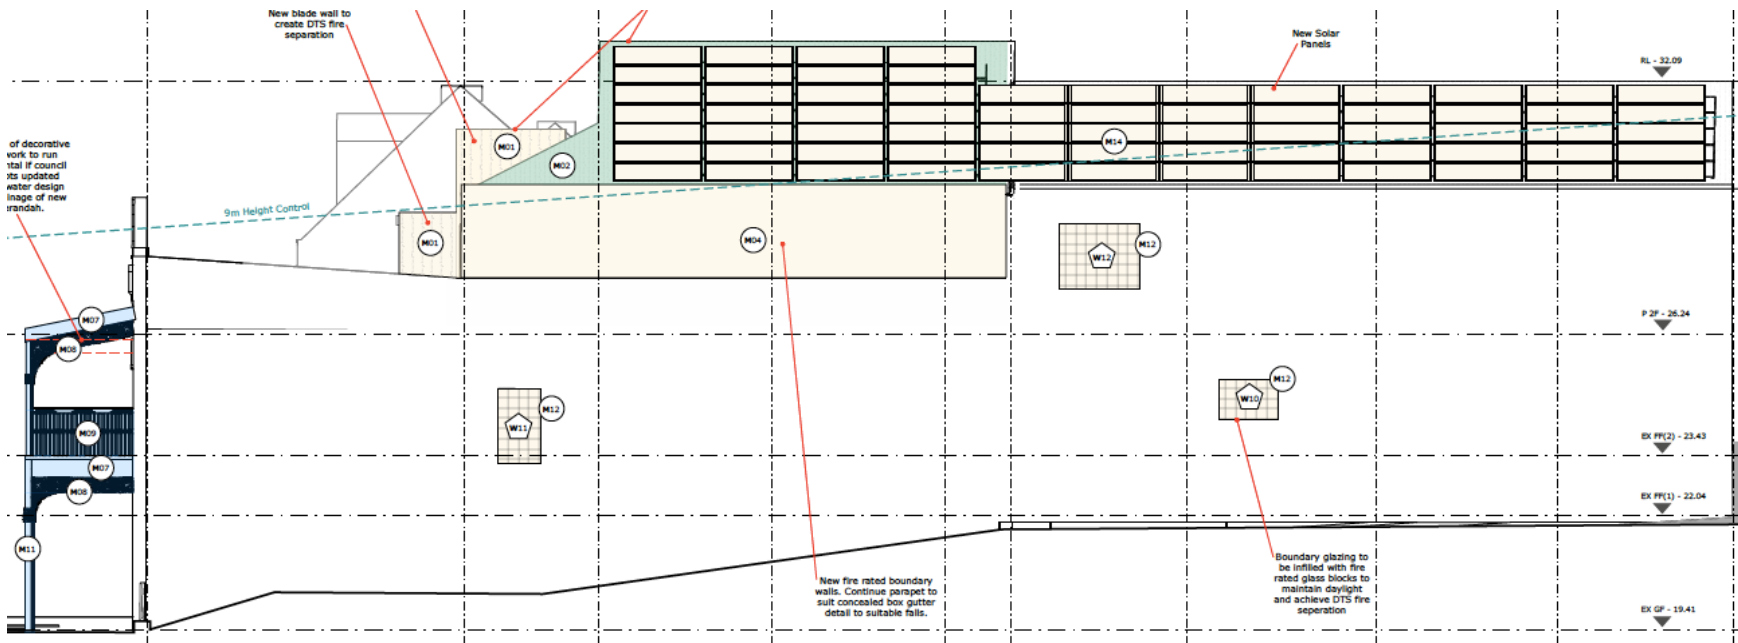 New blade wall to
create DTS fire
separation
New Solar
Panels
RL - 32.09
M01
M02
M14
of decorative
work to run
ntal if council
pts updated
water design
inage of new
erandah.
9m Height Control
M01
M04
M12
W12
M07
M08
P 2F - 26.24
M12
W10
M12
W11
M09
M07
M08
EX FF(2) - 23.43
EX FF(1) - 22.04
M11
New fire rated boundary
walls. Continue parapet to
suit concealed box gutter
detail to suitable falls.
Boundary glazing to
be infilled with fire
rated glass blocks to
maintain daylight
and achieve DTS fire
seperation
EX GF - 19.41